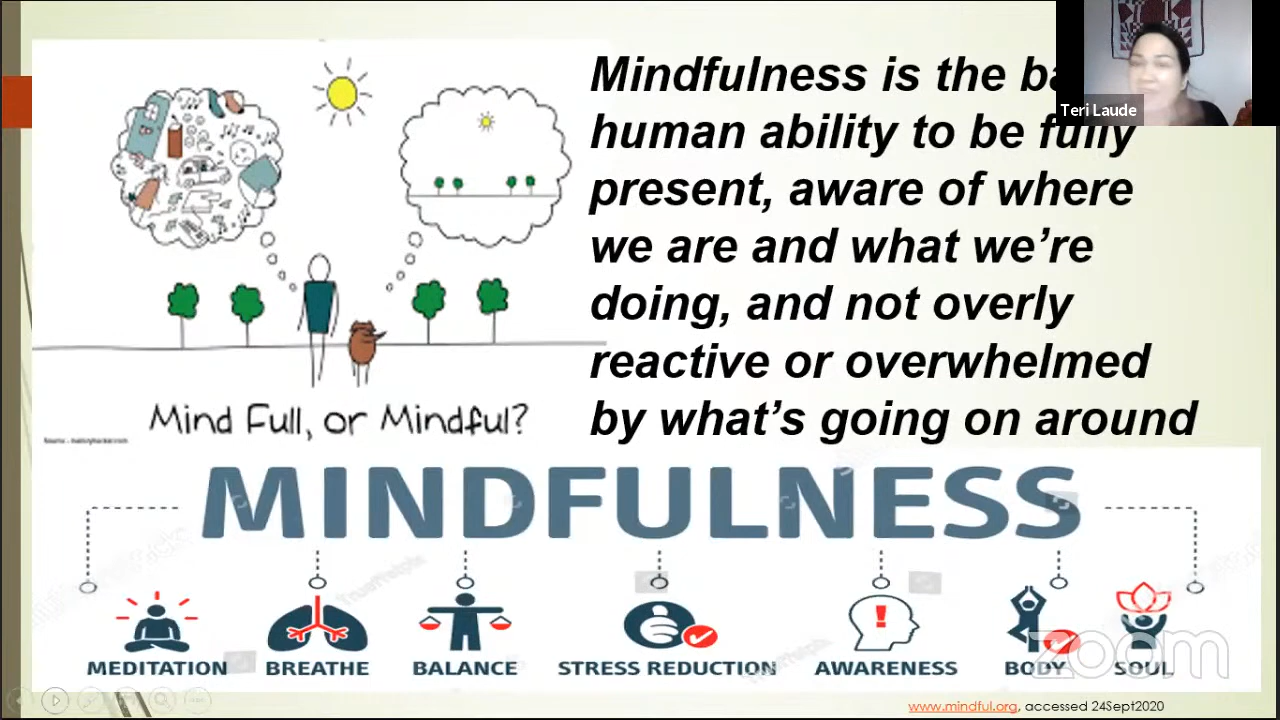 Mindfulness is the
human ability to be fully
present, aware of where
we are and what we're
doing, and not overly
reactive or overwhelmed
by what's going on around
Teri Laude
Mind Full, or Mindful?
MINDFULNESS
MEDITATION
BREATHE
BALANCE
STRESS REDUCTION
AWARENESS
BODY
SOUL
zoom
www.mindful.org, accessed 24Sept2020